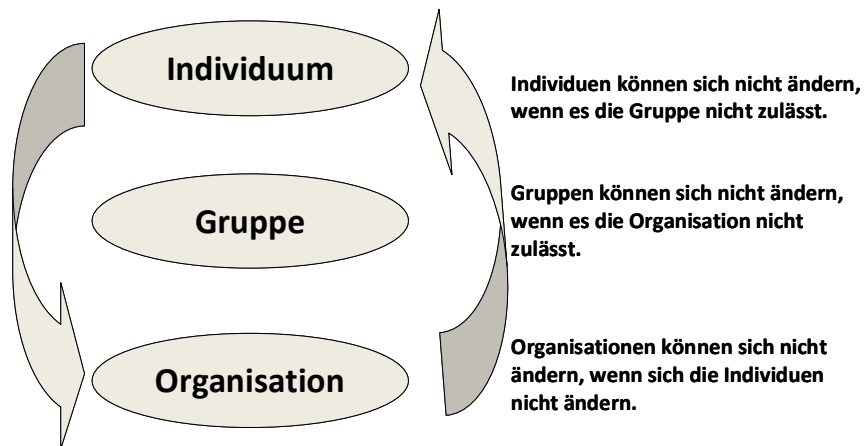 Individuum
Individuen können sich nicht ändern,
wenn es die Gruppe nicht zulässt.
Gruppe
Gruppen können sich nicht ändern,
wenn es die Organisation nicht
zulässt.
Organisation
Organisationen können sich nicht
ändern, wenn sich die Individuen
nicht ändern.